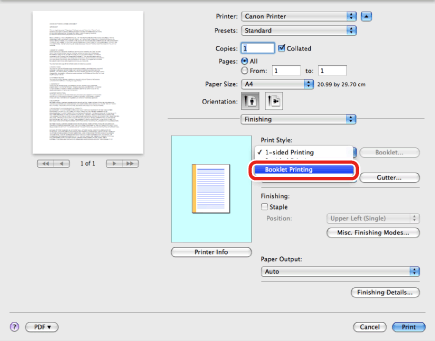 Printer: Canon Printer
Presets: Standard
Copies: 1 Collated
Pages: All
From: 1 to: 1
Paper Size: A4 20.99 by 29.70 cm
Orientation:
Finishing
Print Style:
✓ 1-sided Printing Booklet...
Booklet Printing
Gutter...
Finishing:
Staple
Position: Upper Left (Single)
Misc. Finishing Modes...
1 of 1
Printer Info
Paper Output:
Auto
Finishing Details...
? PDF ▾ Cancel Print